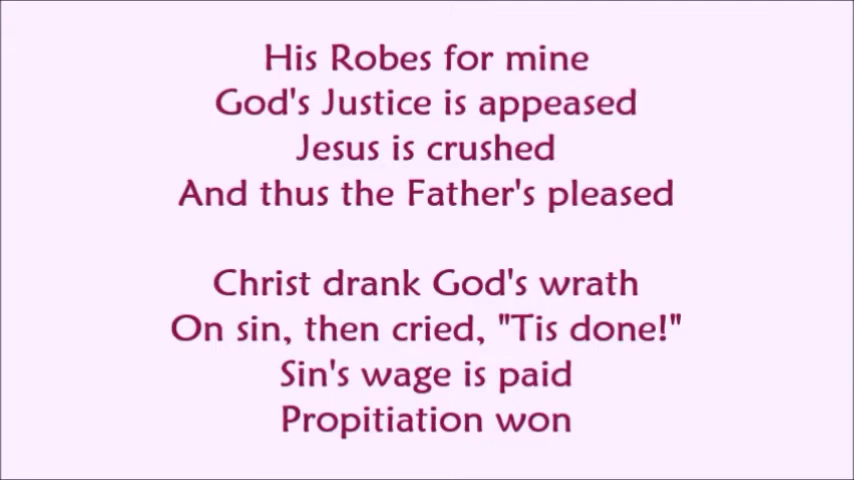 His Robes for mine
God's Justice is appeased
Jesus is crushed
And thus the Father's pleased
Christ drank God's wrath
On sin, then cried, "Tis done!"
Sin's wage is paid
Propitiation won